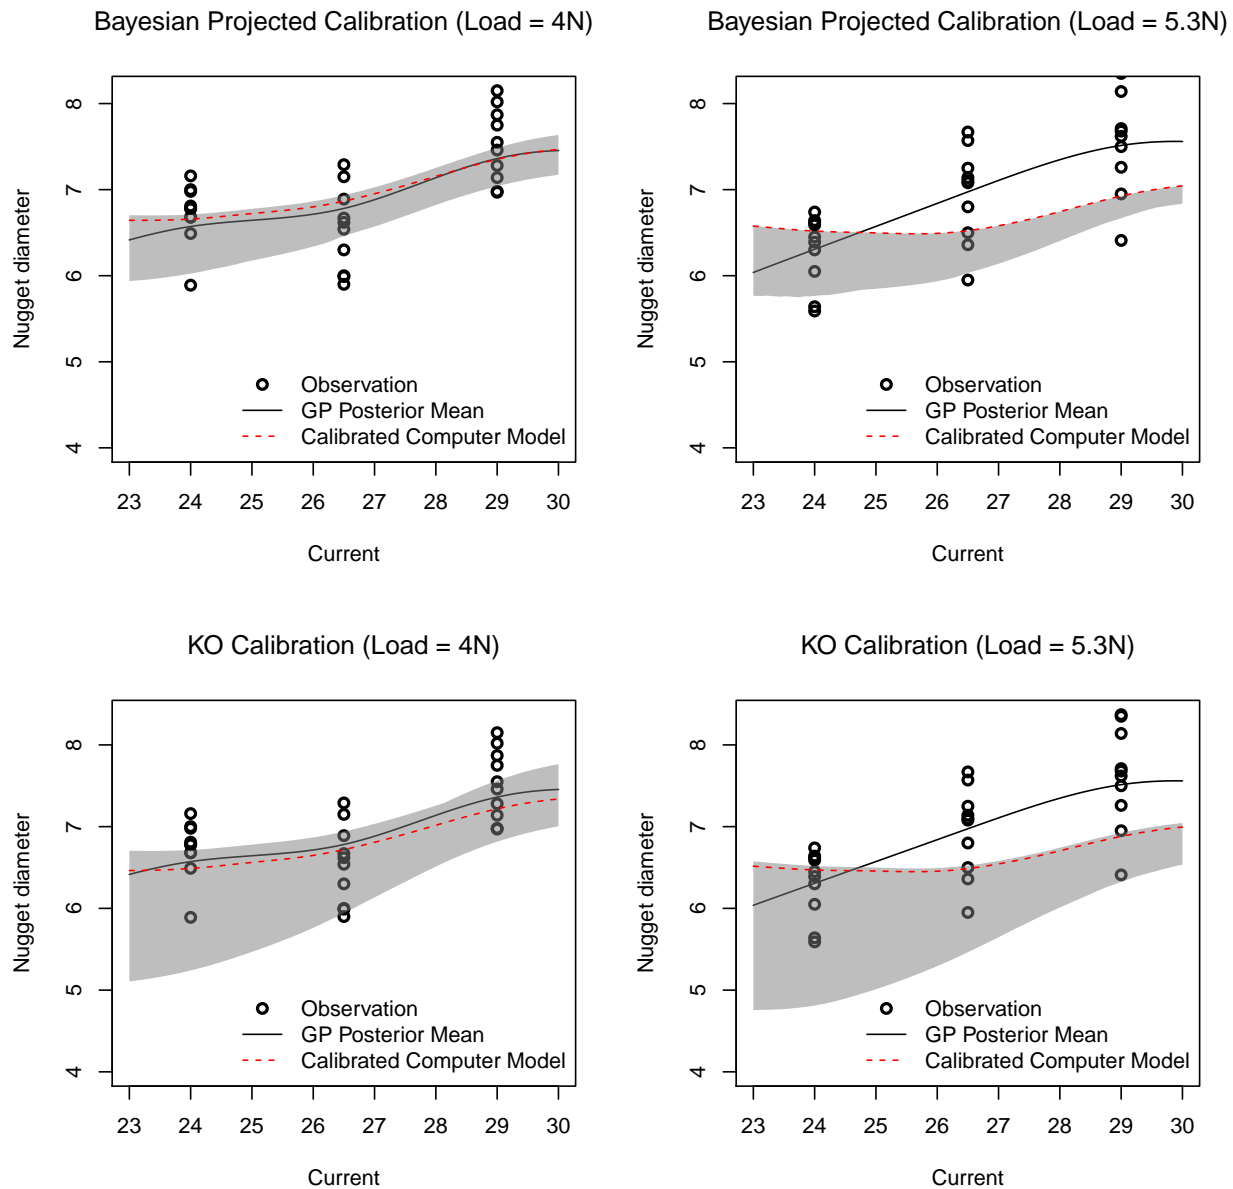 Bayesian Projected Calibration (Load = 4N)
Nugget diameter
8
7
6
5
4
Observation
GP Posterior Mean
Calibrated Computer Model
23 24 25 26 27 28 29 30
Current
Bayesian Projected Calibration (Load = 5.3N)
Nugget diameter
8
7
6
5
4
Observation
GP Posterior Mean
Calibrated Computer Model
23 24 25 26 27 28 29 30
Current
KO Calibration (Load = 4N)
Nugget diameter
8
7
6
5
4
Observation
GP Posterior Mean
Calibrated Computer Model
23 24 25 26 27 28 29 30
Current
KO Calibration (Load = 5.3N)
Nugget diameter
8
7
6
5
4
Observation
GP Posterior Mean
Calibrated Computer Model
23 24 25 26 27 28 29 30
Current